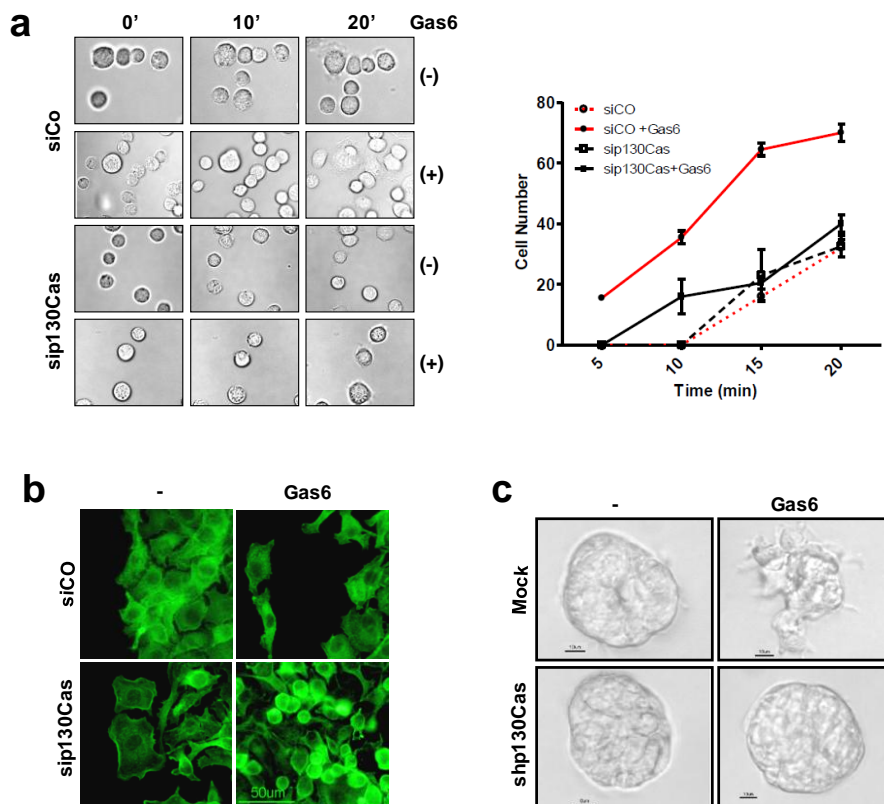 a
0' 10' 20' Gas6
siCo
(-)
(+)
sip130Cas
(-)
(+)
siCO
siCO +Gas6
sip130Cas
sip130Cas+Gas6
Cell Number
80
60
40
20
0
5 10 15 20
Time (min)
b
- Gas6
siCO
sip130Cas
50um
c
- Gas6
Mock
shp130Cas